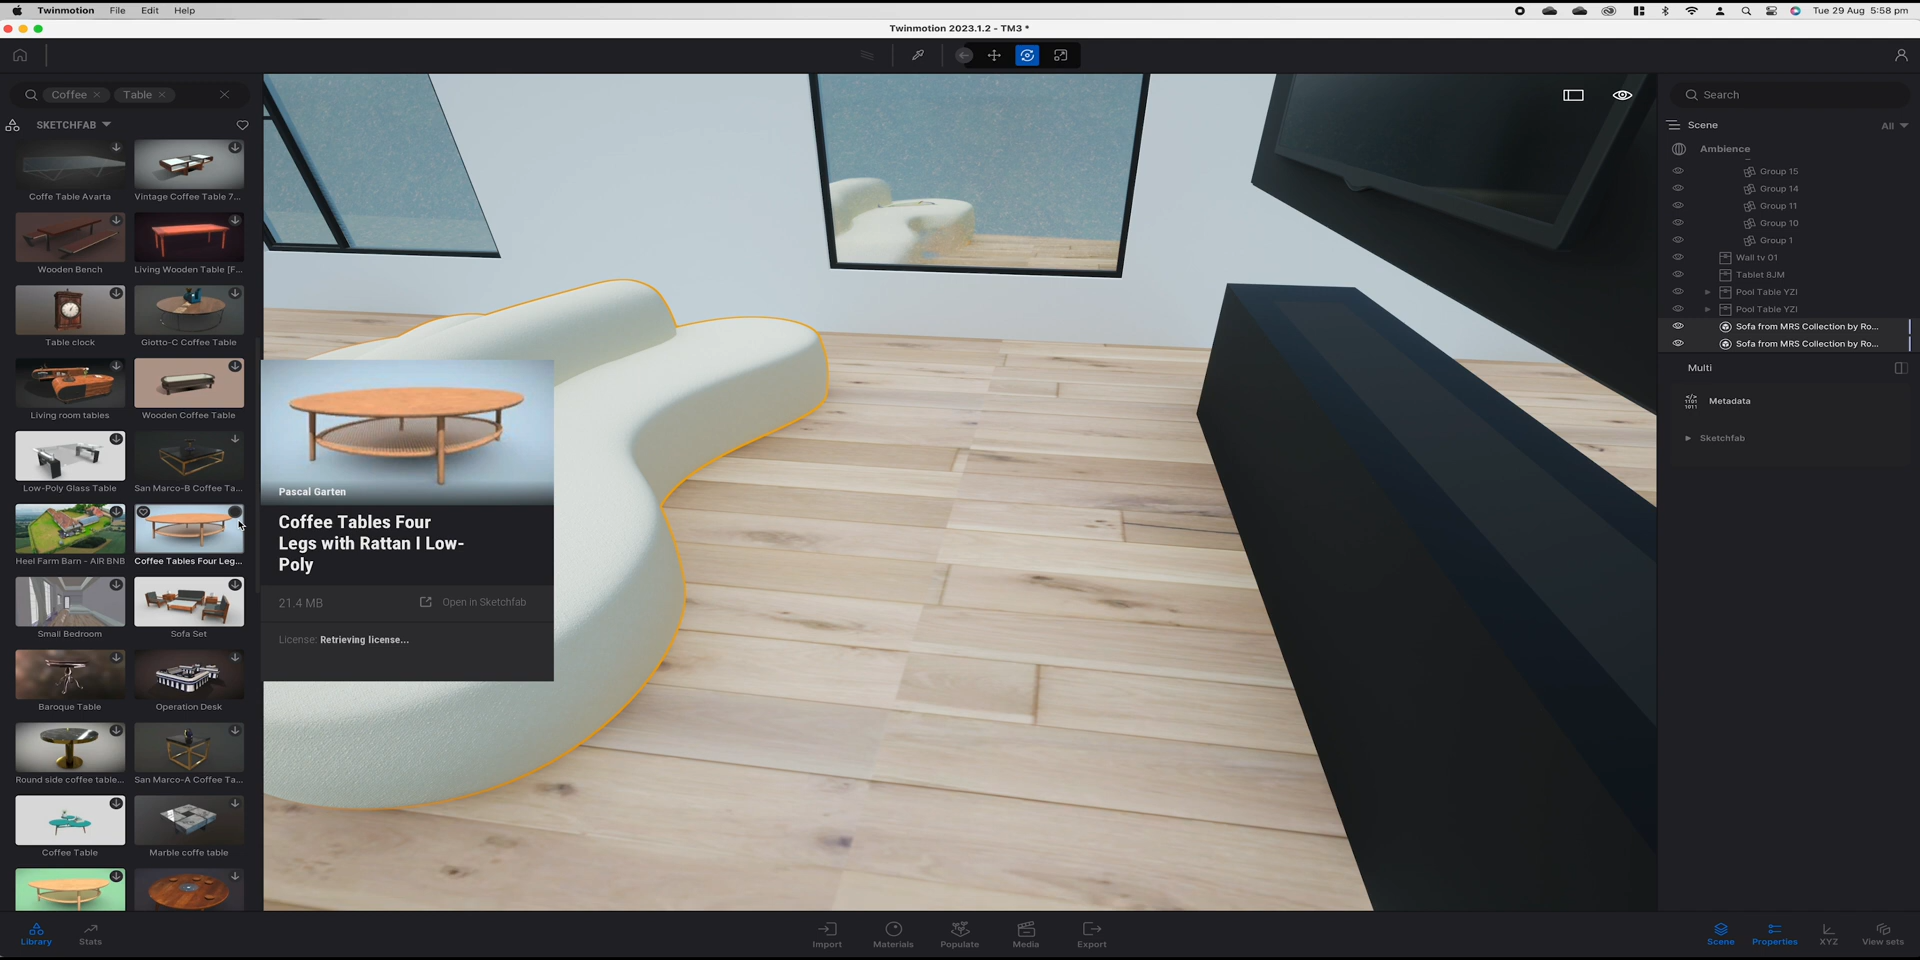 Twinmotion File Edit Help
Tue 29 Aug 5:58 pm
Twinmotion 2023.1.2 - TM3 *
Coffee
Table
SKETCHFAB
Coffe Table Avarta
Vintage Coffee Table 7...
Wooden Bench
Living Wooden Table [F...
Table clock
Giotto-C Coffee Table
Living room tables
Wooden Coffee Table
Low-Poly Glass Table
San Marco-B Coffee Ta...
Heel Farm Barn - AIR BNB
Coffee Tables Four Leg...
Small Bedroom
Sofa Set
Baroque Table
Operation Desk
Round side coffee table...
San Marco-A Coffee Ta...
Coffee Table
Marble coffe table
Pascal Garten
Coffee Tables Four
Legs with Rattan I Low-
Poly
21.4 MB
Open in Sketchfab
License: Retrieving license...
Search
Scene
All
Ambience
Group 15
Group 14
Group 11
Group 10
Group 1
Wall tv 01
Tablet 8JM
Pool Table YZI
Pool Table YZI
Sofa from MRS Collection by Ro...
Sofa from MRS Collection by Ro...
Multi
Metadata
Sketchfab
Library
Stats
Import
Materials
Populate
Media
Export
Scene
Properties
XYZ
View sets